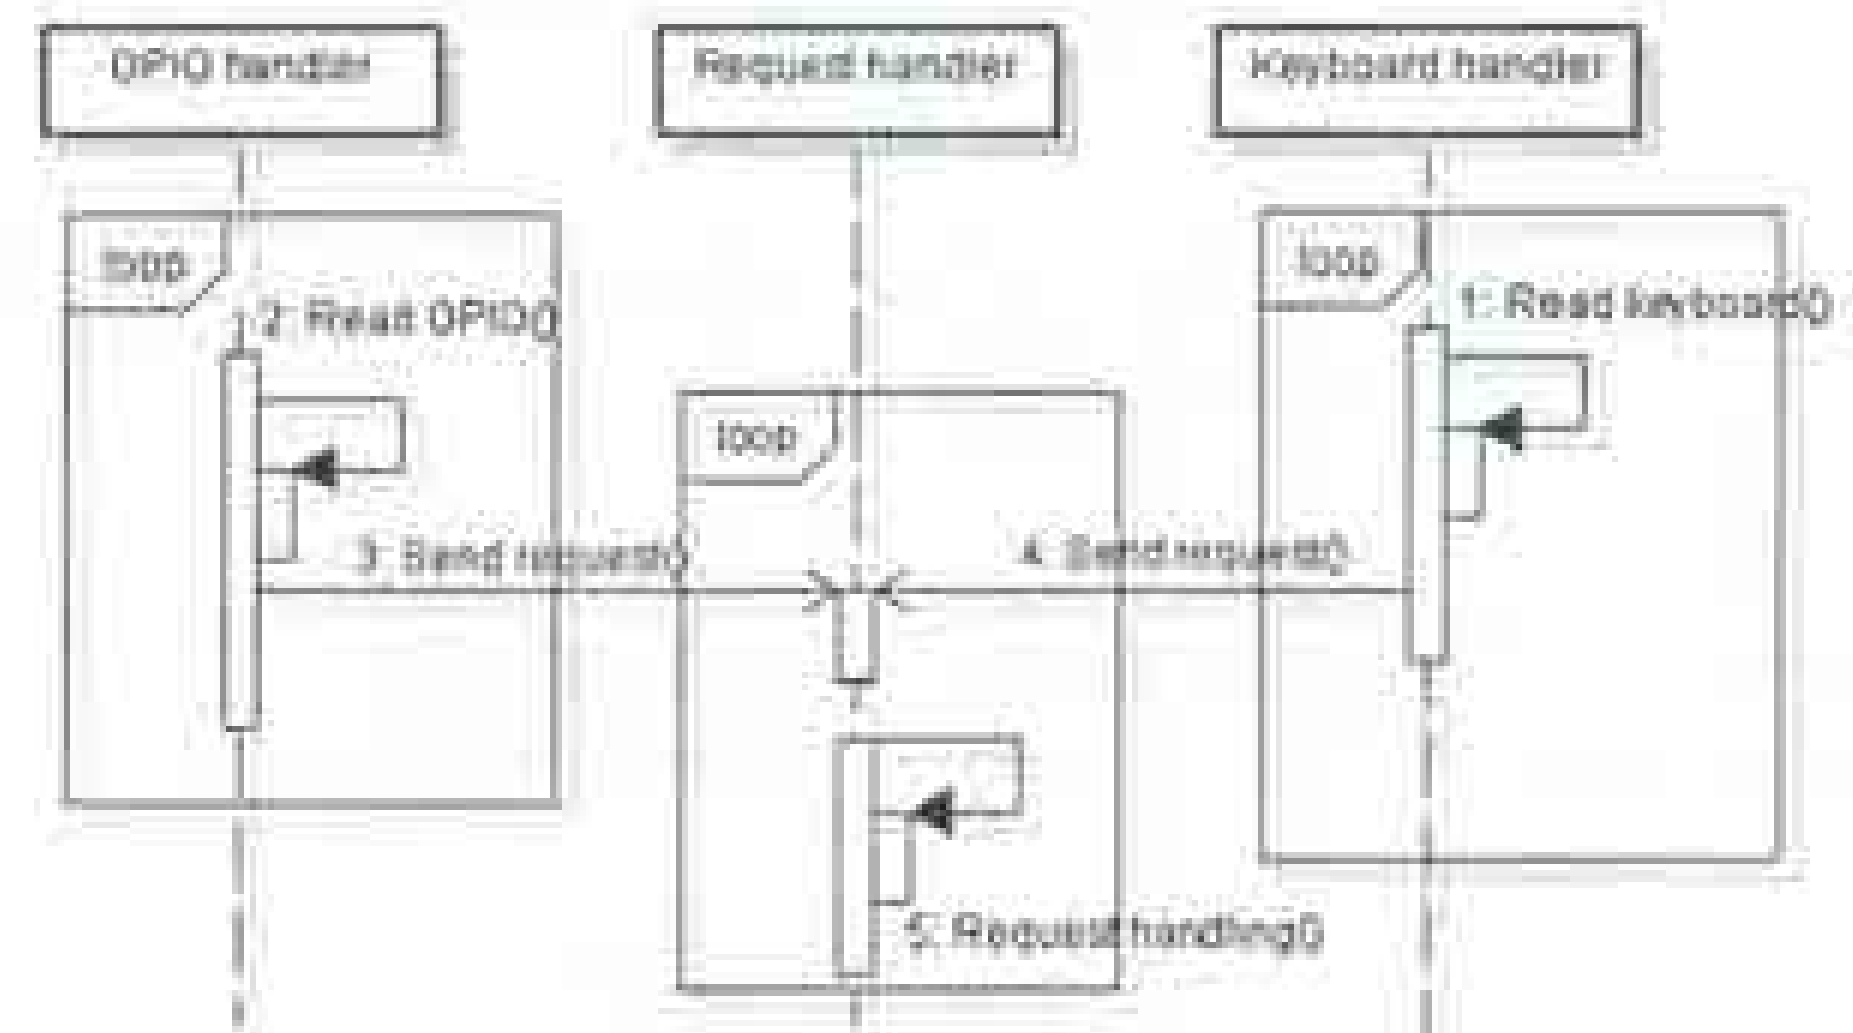 GPIO handler
Request handler
Keyboard handler
loop
loop
1: Read keyboard()
2: Read GPIO()
loop
3: Send request()
4: Send request()
5: Request handling()